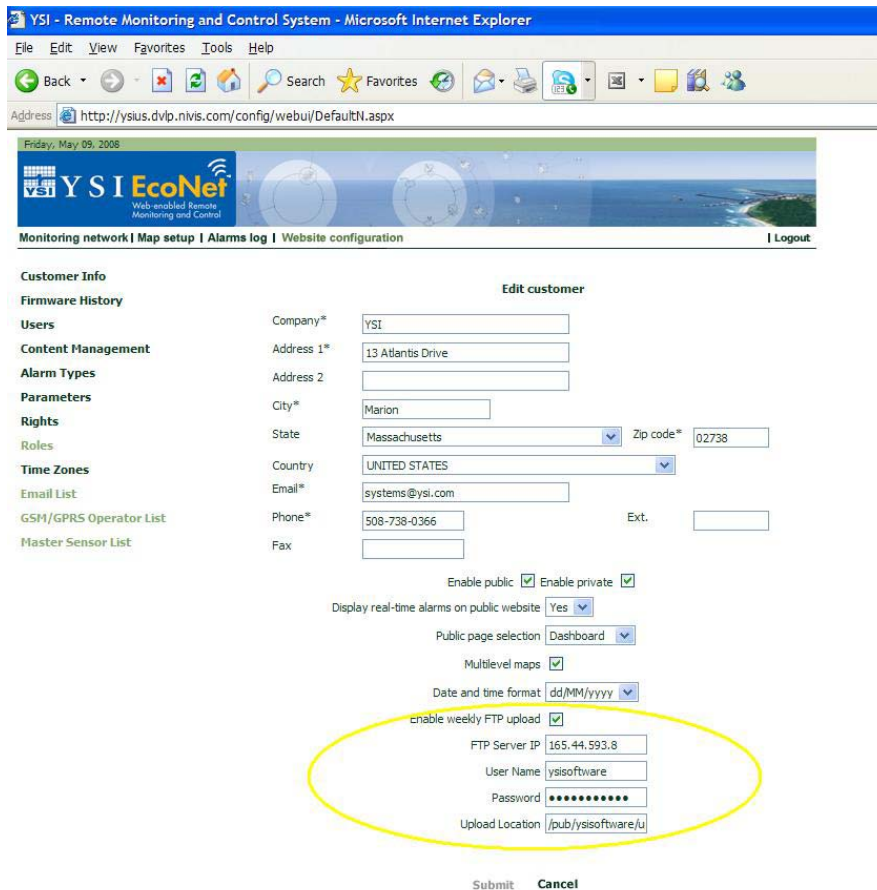 YSI - Remote Monitoring and Control System - Microsoft Internet Explorer
File Edit View Favorites Tools Help
Back Search Favorites
Address http://ysius.dvlp.nivis.com/config/webui/DefaultN.aspx
Friday, May 09, 2008
YSI YSI EcoNet
Web-enabled Remote
Monitoring and Control
Monitoring network | Map setup | Alarms log | Website configuration | Logout
Customer Info
Firmware History
Users
Content Management
Alarm Types
Parameters
Rights
Roles
Time Zones
Email List
GSM/GPRS Operator List
Master Sensor List
Edit customer
Company* YSI
Address 1* 13 Atlantis Drive
Address 2
City* Marion
State Massachusetts Zip code* 02738
Country UNITED STATES
Email* systems@ysi.com
Phone* 508-738-0366 Ext.
Fax
Enable public Enable private
Display real-time alarms on public website Yes
Public page selection Dashboard
Multilevel maps
Date and time format dd/MM/yyyy
Enable weekly FTP upload
FTP Server IP 165.44.593.8
User Name ysisoftware
Password •••••••••••
Upload Location /pub/ysisoftware/u
Submit Cancel